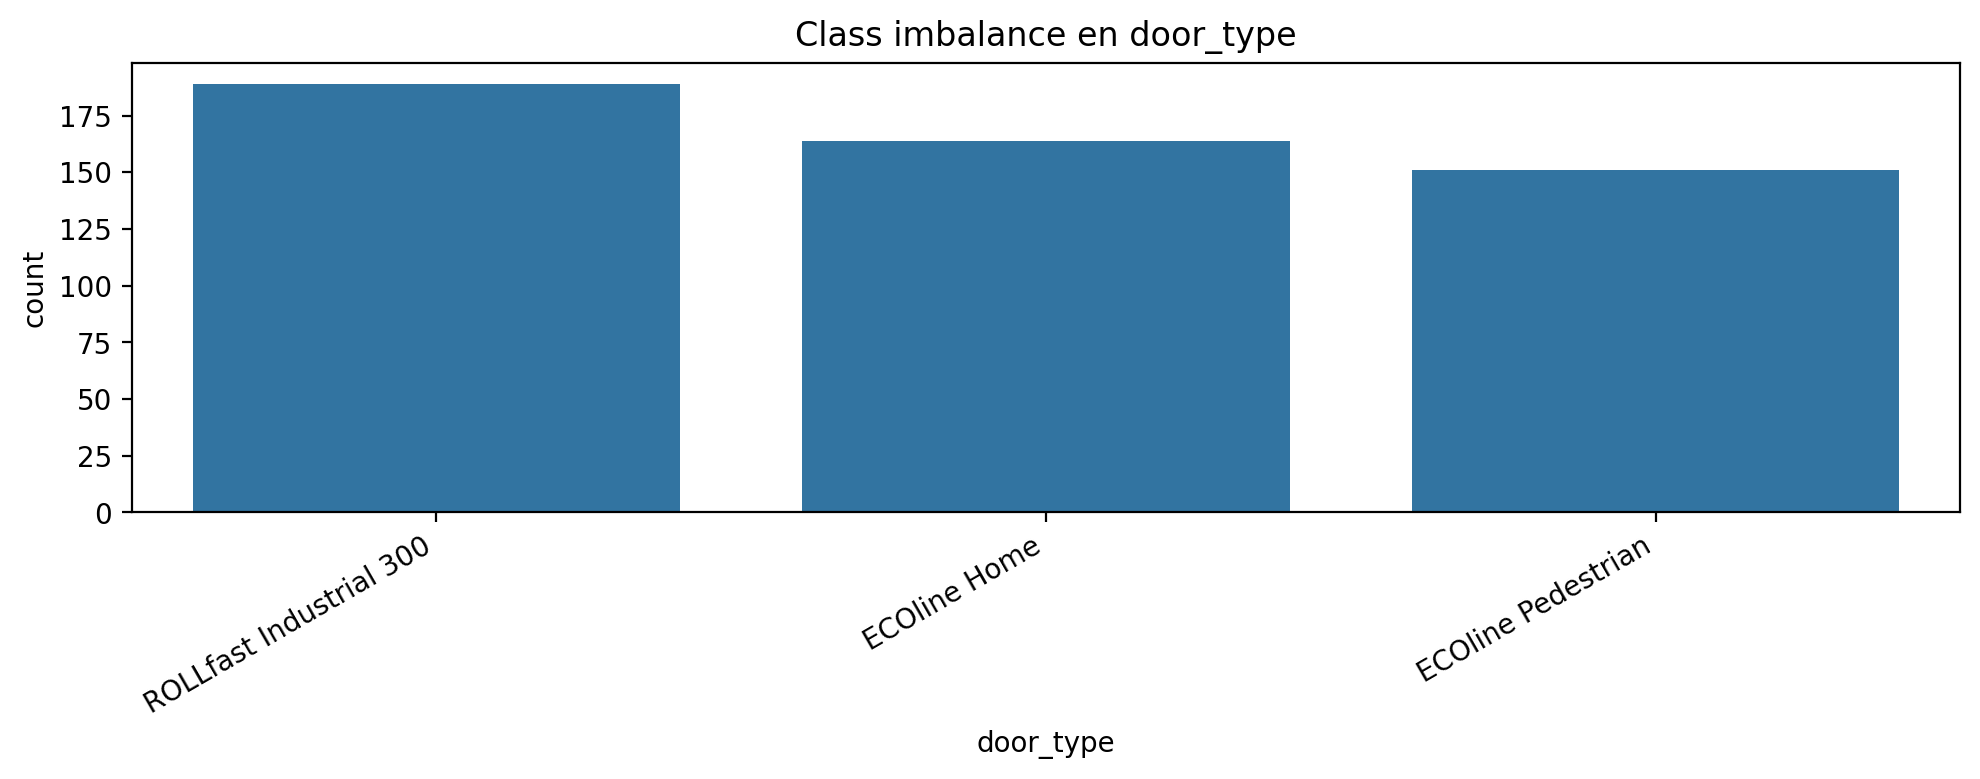 Class imbalance en door_type
count
175
150
125
100
75
50
25
0
ROLLfast Industrial 300
ECOline Home
ECOline Pedestrian
door_type